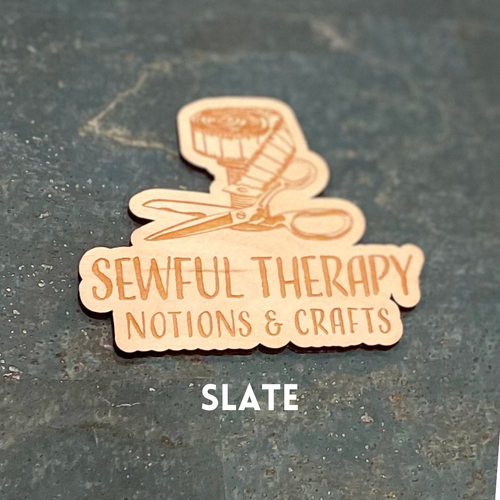 SEWFUL THERAPY
NOTIONS & CRAFTS
SLATE